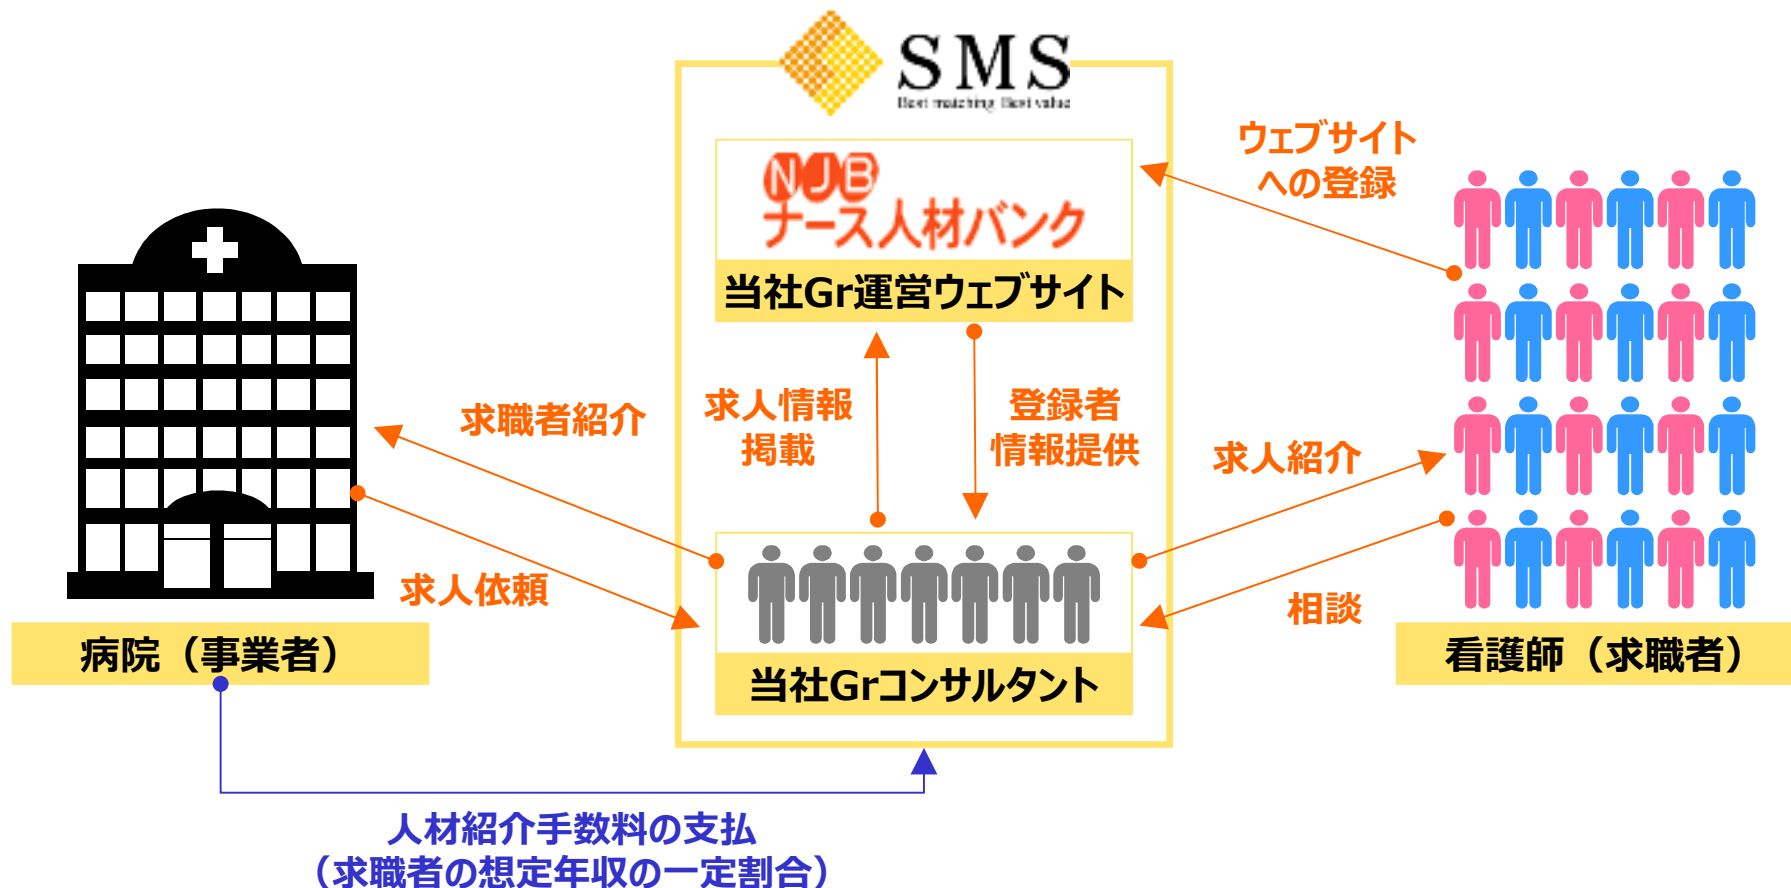 SMS
Best matching Best value
NJB
ナース人材バンク
当社Gr運営ウェブサイト
ウェブサイト
への登録
求職者紹介
求人情報
掲載
登録者
情報提供
求人紹介
求人依頼
相談
病院（事業者）
当社Grコンサルタント
看護師（求職者）
人材紹介手数料の支払
（求職者の想定年収の一定割合）